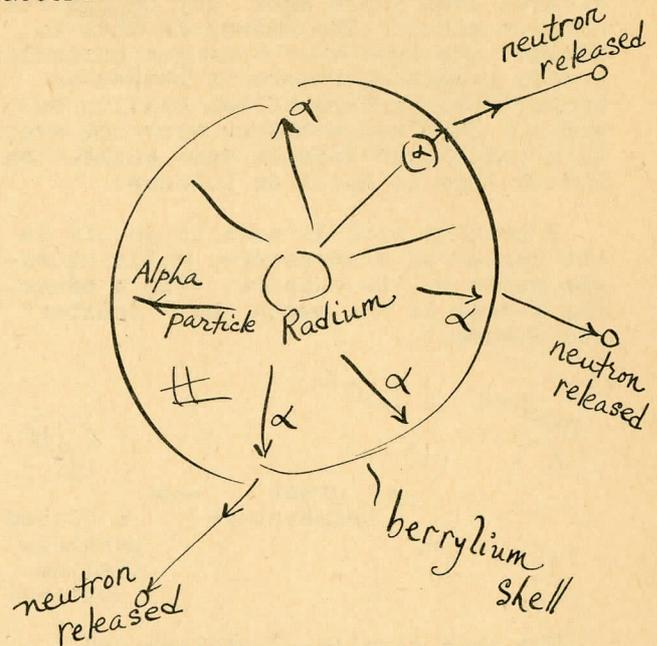 neutron
released
α
α
Alpha
particle
Radium
α
#
α
α
neutron
released
berrylium
shell
neutron
released